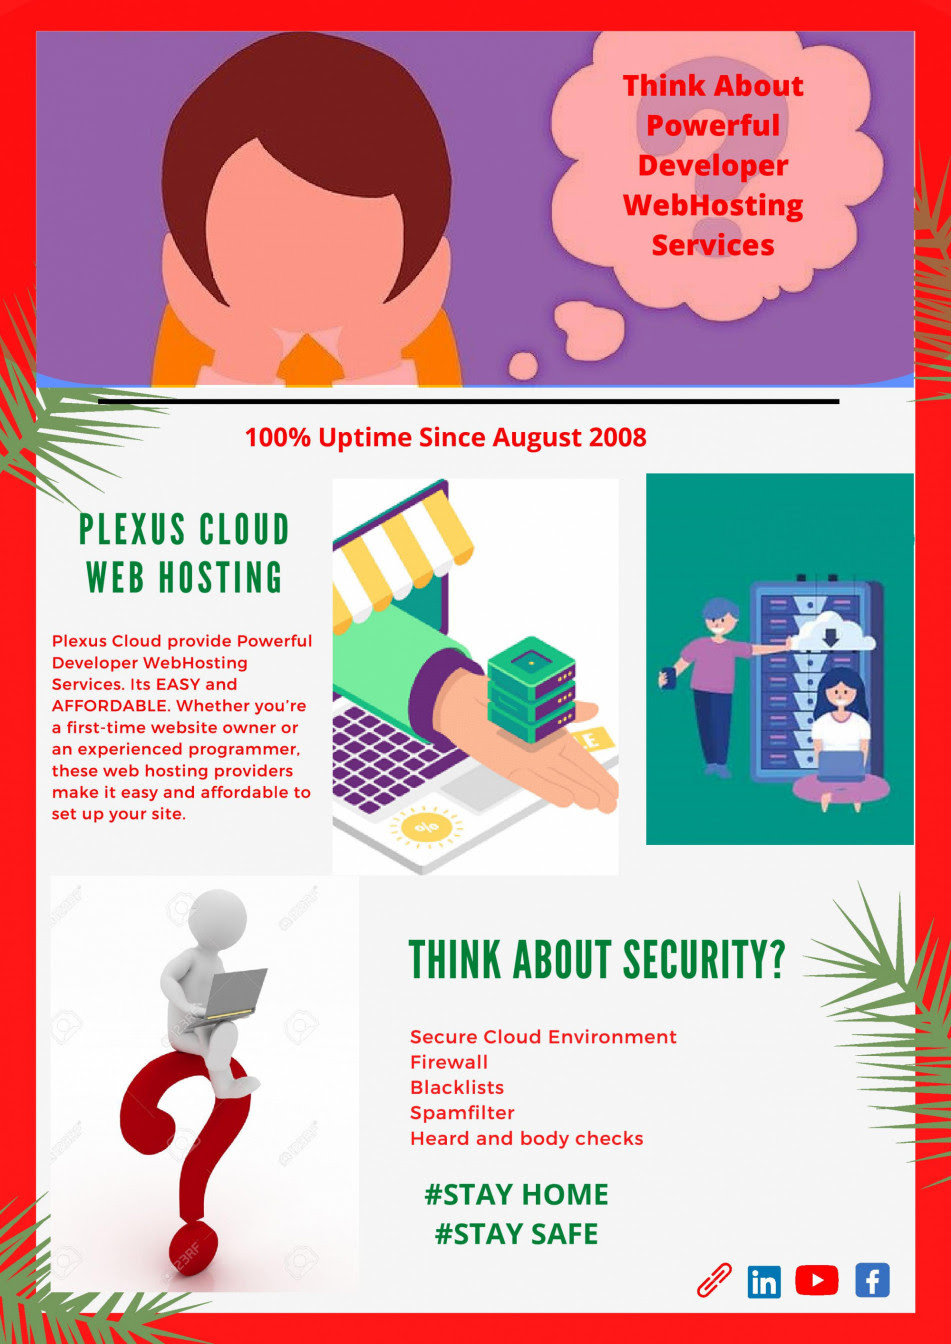 Think About
Powerful
Developer
WebHosting
Services
100% Uptime Since August 2008
PLEXUS CLOUD
WEB HOSTING
Plexus Cloud provide Powerful
Developer WebHosting
Services. Its EASY and
AFFORDABLE. Whether you’re
a first-time website owner or
an experienced programmer,
these web hosting providers
make it easy and affordable to
set up your site.
THINK ABOUT SECURITY?
Secure Cloud Environment
Firewall
Blacklists
Spamfilter
Heard and body checks
#STAY HOME
#STAY SAFE